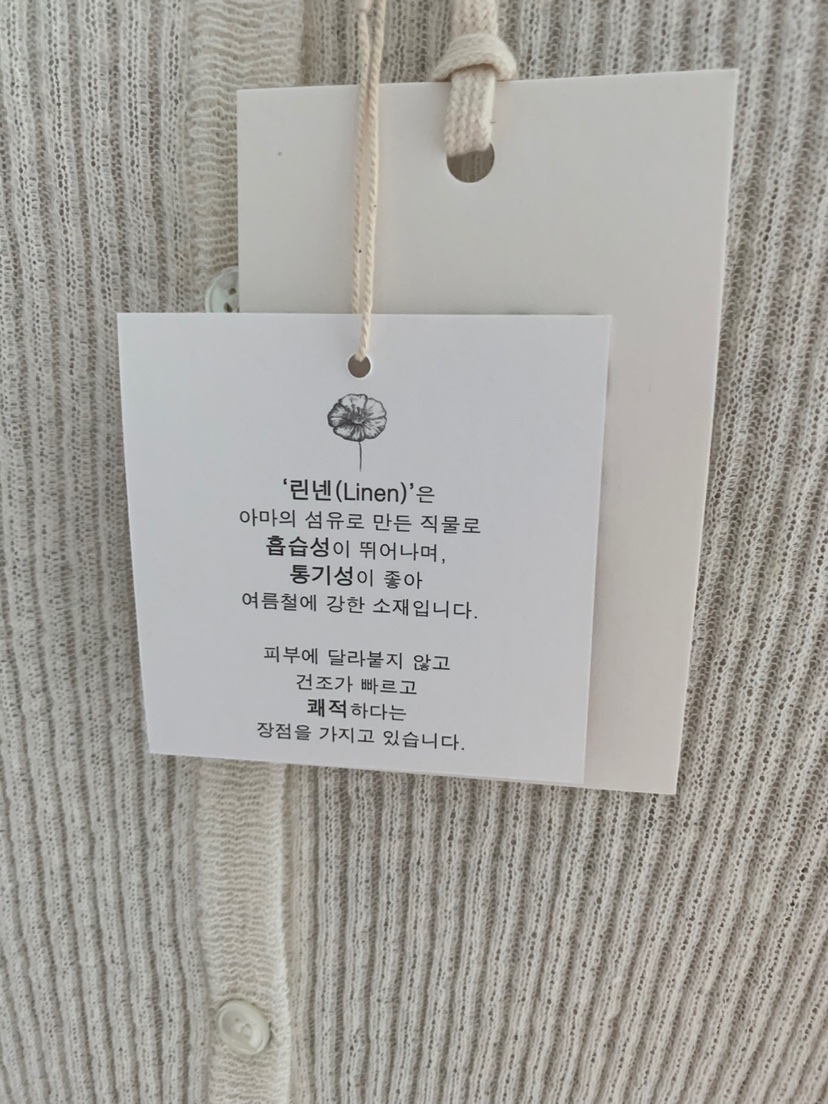 ‘린넨(Linen)’은
아마의 섬유로 만든 직물로
흡습성이 뛰어나며,
통기성이 좋아
여름철에 강한 소재입니다.
피부에 달라붙지 않고
건조가 빠르고
쾌적하다는
장점을 가지고 있습니다.